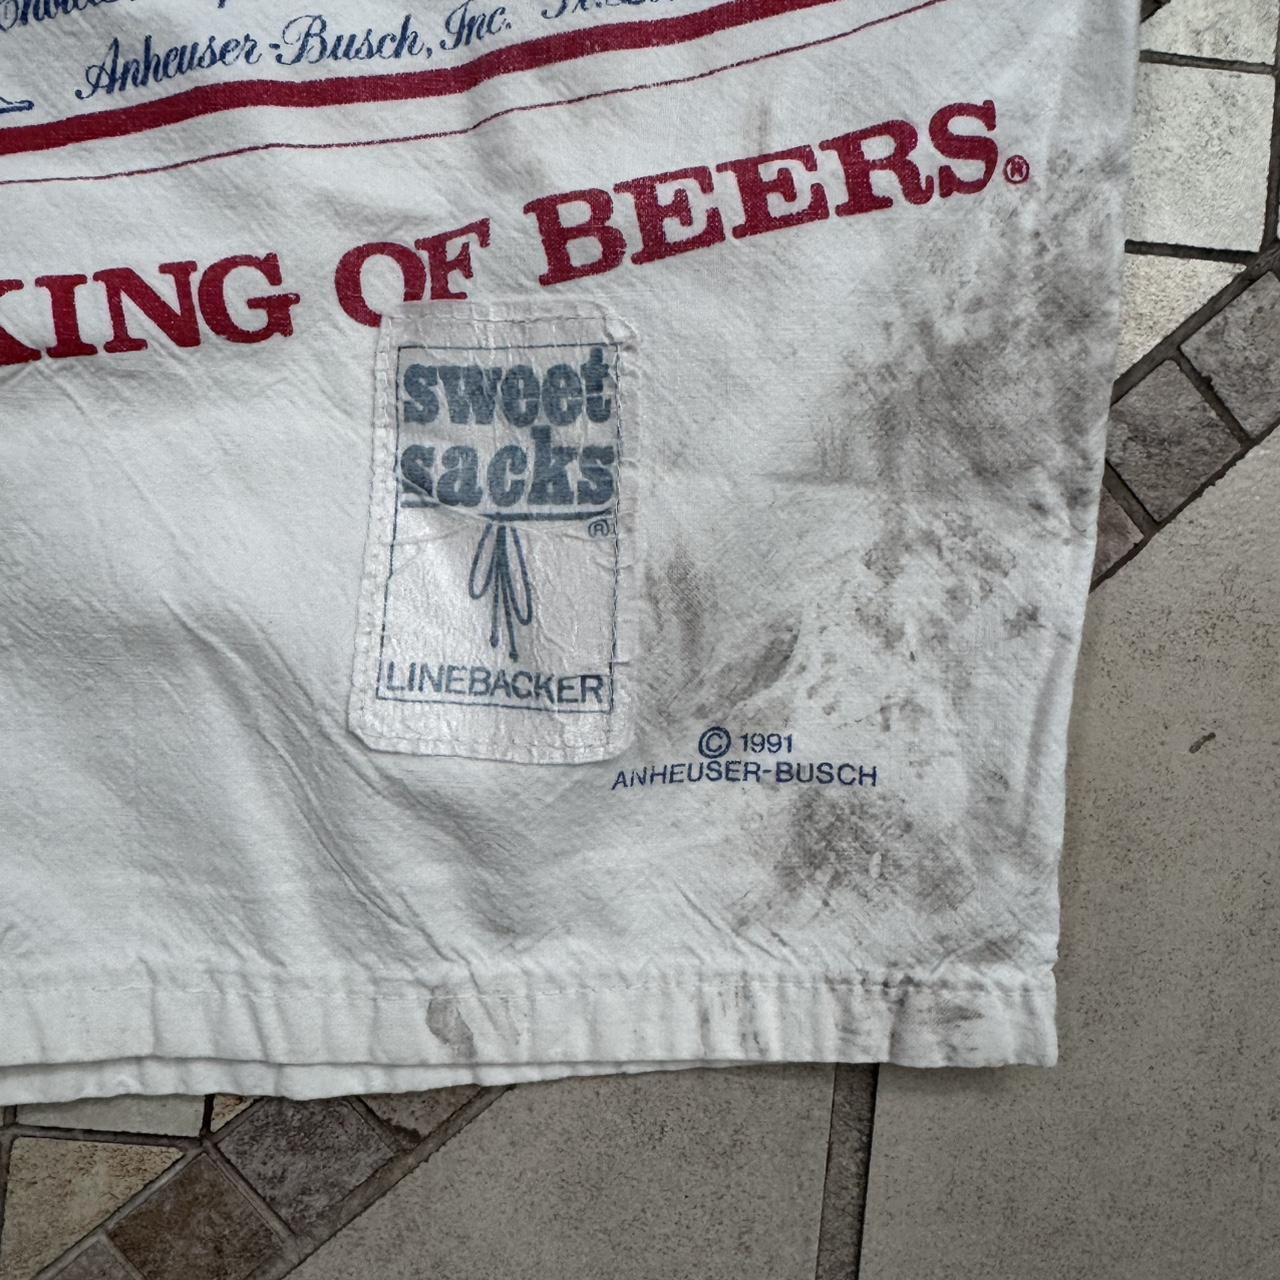 Anheuser-Busch, Inc.
KING OF BEERS®
sweet
sacks
®
LINEBACKER
© 1991
ANHEUSER-BUSCH